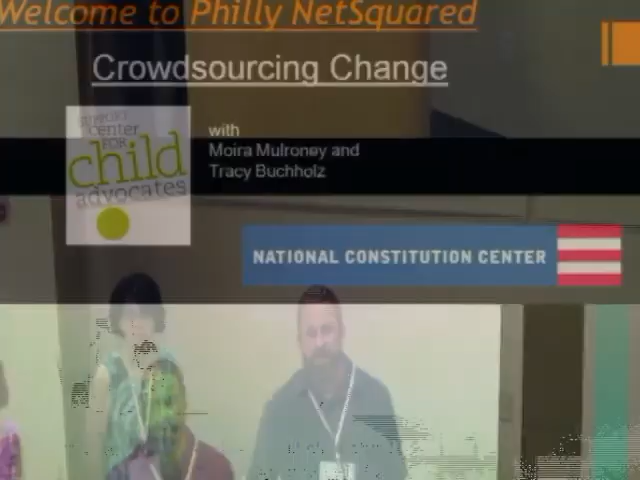 Welcome to Philly NetSquared
Crowdsourcing Change
SUPPORT
center
FOR
child
advocates
with
Moira Mulroney and
Tracy Buchholz
NATIONAL CONSTITUTION CENTER